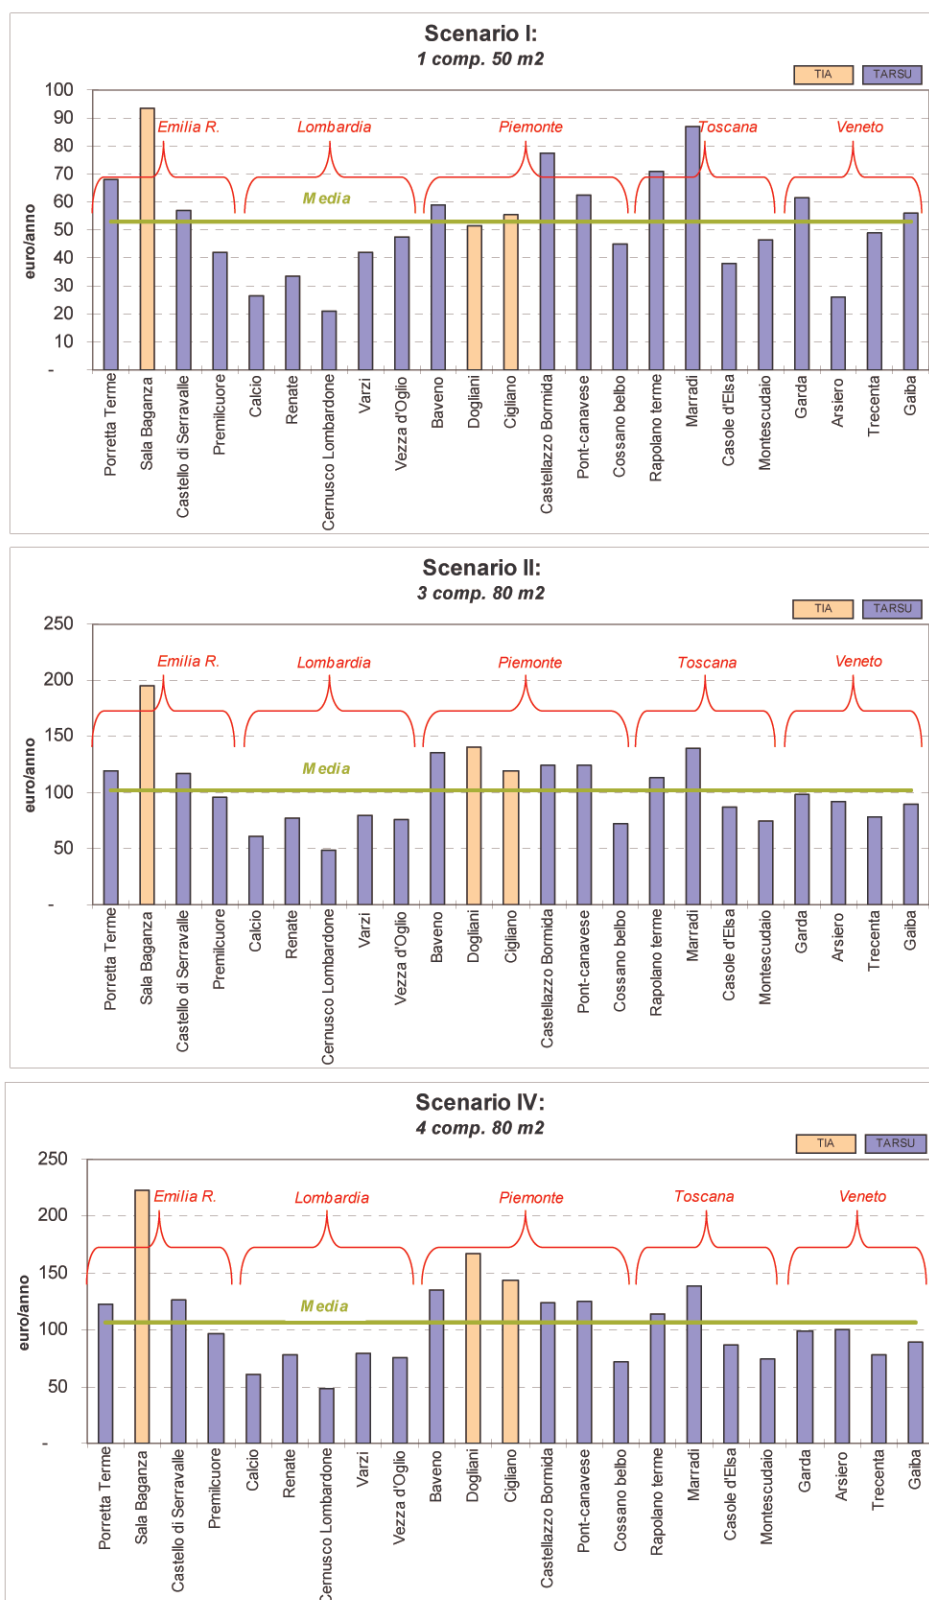 Scenario I:
1 comp. 50 m2
TIA
TARSU
100
90
80
70
60
50
40
30
20
10
-
euro/anno
Emilia R.
Lombardia
Piemonte
Toscana
Veneto
Media
Porretta Terme
Sala Baganza
Castello di Serravalle
Premilcuore
Calcio
Renate
Cernusco Lombardone
Varzi
Vezza d'Oglio
Baveno
Dogliani
Cigliano
Castellazzo Bormida
Pont-canavese
Cossano belbo
Rapolano terme
Marradi
Casole d'Elsa
Montescudaio
Garda
Arsiero
Trecenta
Gaiba
Scenario II:
3 comp. 80 m2
TIA
TARSU
250
200
150
100
50
-
euro/anno
Emilia R.
Lombardia
Piemonte
Toscana
Veneto
Media
Porretta Terme
Sala Baganza
Castello di Serravalle
Premilcuore
Calcio
Renate
Cernusco Lombardone
Varzi
Vezza d'Oglio
Baveno
Dogliani
Cigliano
Castellazzo Bormida
Pont-canavese
Cossano belbo
Rapolano terme
Marradi
Casole d'Elsa
Montescudaio
Garda
Arsiero
Trecenta
Gaiba
Scenario IV:
4 comp. 80 m2
TIA
TARSU
250
200
150
100
50
-
euro/anno
Emilia R.
Lombardia
Piemonte
Toscana
Veneto
Media
Porretta Terme
Sala Baganza
Castello di Serravalle
Premilcuore
Calcio
Renate
Cernusco Lombardone
Varzi
Vezza d'Oglio
Baveno
Dogliani
Cigliano
Castellazzo Bormida
Pont-canavese
Cossano belbo
Rapolano terme
Marradi
Casole d'Elsa
Montescudaio
Garda
Arsiero
Trecenta
Gaiba